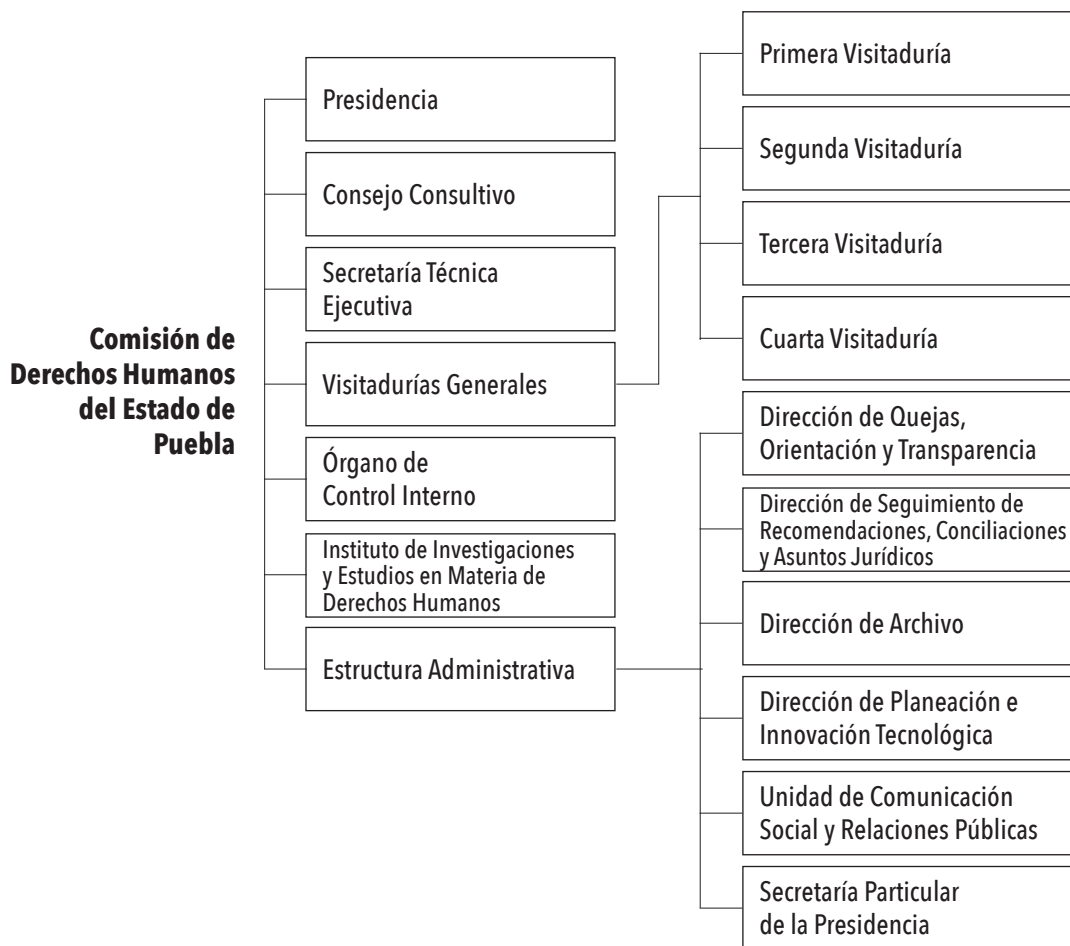 Comisión de
Derechos Humanos
del Estado de
Puebla
Presidencia
Consejo Consultivo
Secretaría Técnica
Ejecutiva
Visitadurías Generales
Órgano de
Control Interno
Instituto de Investigaciones
y Estudios en Materia de
Derechos Humanos
Estructura Administrativa
Primera Visitaduría
Segunda Visitaduría
Tercera Visitaduría
Cuarta Visitaduría
Dirección de Quejas,
Orientación y Transparencia
Dirección de Seguimiento de
Recomendaciones, Conciliaciones
y Asuntos Jurídicos
Dirección de Archivo
Dirección de Planeación e
Innovación Tecnológica
Unidad de Comunicación
Social y Relaciones Públicas
Secretaría Particular
de la Presidencia